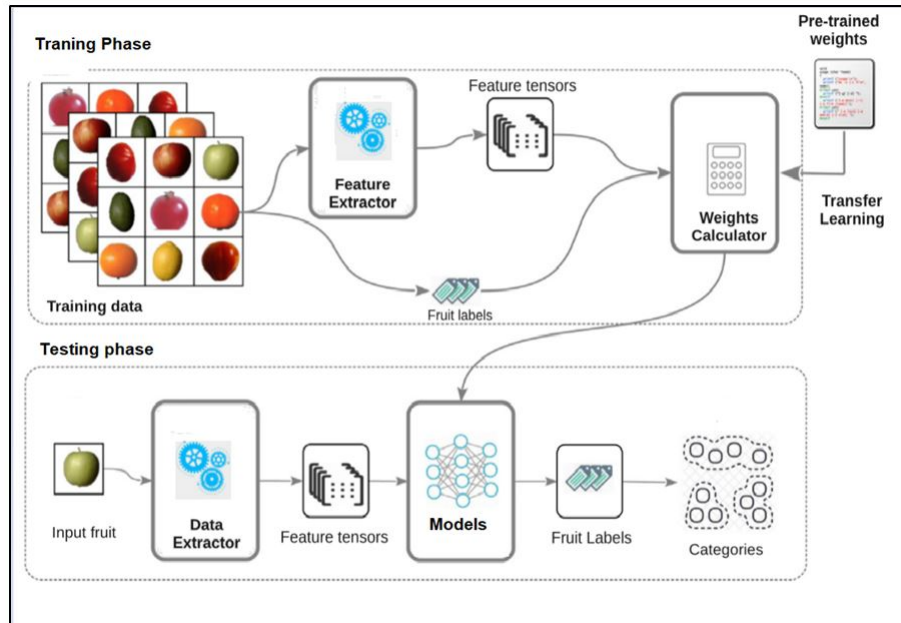 Traning Phase
Pre-trained
weights
Feature tensors
Feature
Extractor
Weights
Calculator
Transfer
Learning
Training data
Fruit labels
Testing phase
Input fruit
Data
Extractor
Feature tensors
Models
Fruit Labels
Categories